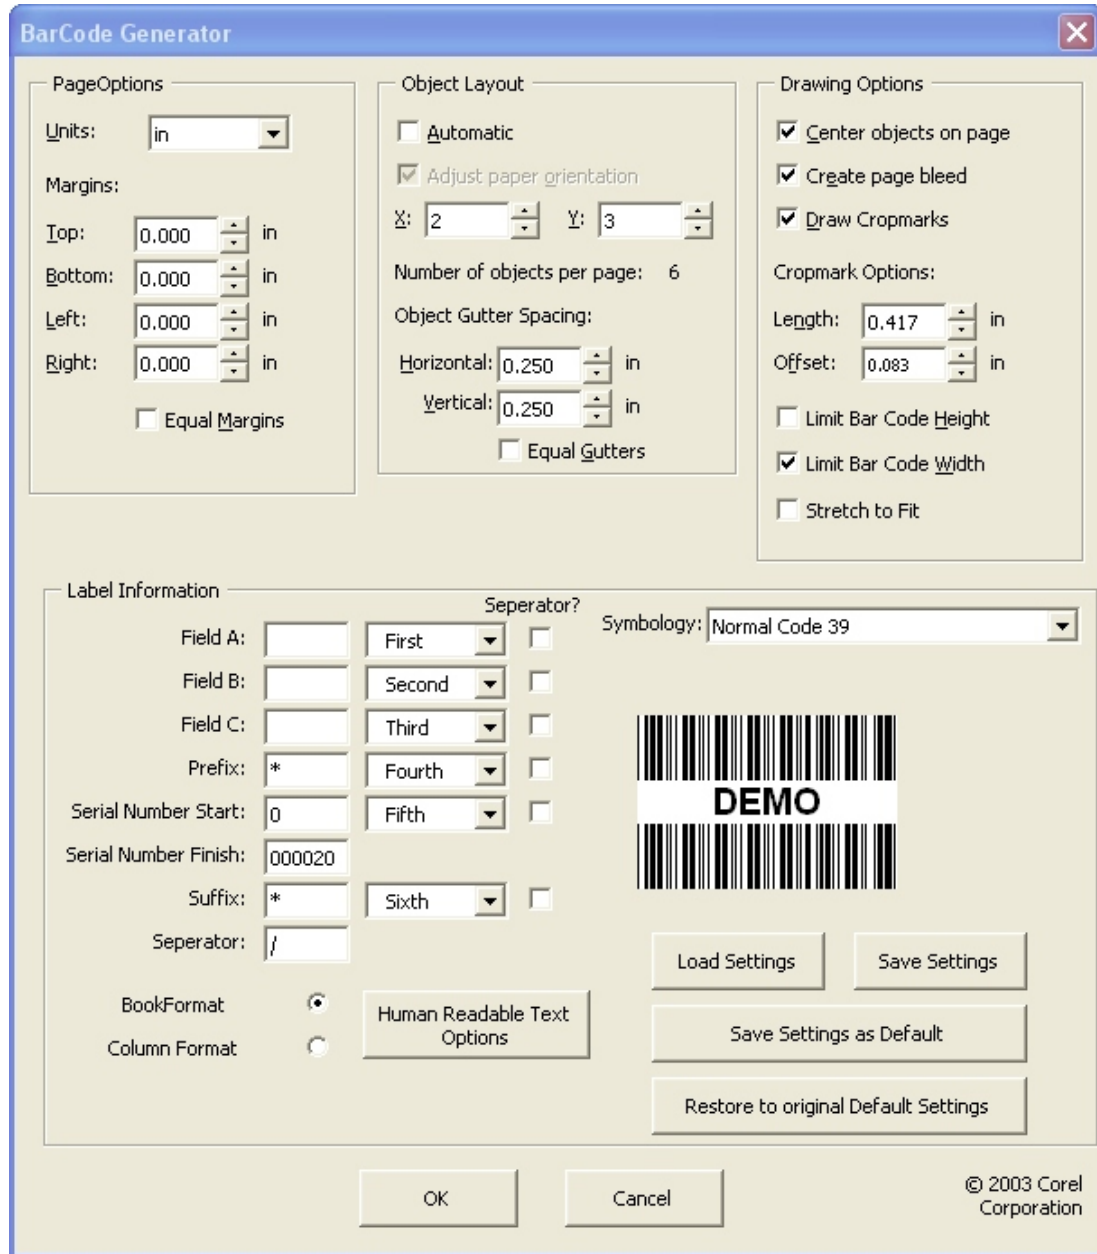 BarCode Generator
PageOptions
Units: in
Margins:
Top: 0.000 in
Bottom: 0.000 in
Left: 0.000 in
Right: 0.000 in
Equal Margins
Object Layout
Automatic
Adjust paper orientation
X: 2 Y: 3
Number of objects per page: 6
Object Gutter Spacing:
Horizontal: 0.250 in
Vertical: 0.250 in
Equal Gutters
Drawing Options
Center objects on page
Create page bleed
Draw Cropmarks
Cropmark Options:
Length: 0.417 in
Offset: 0.083 in
Limit Bar Code Height
Limit Bar Code Width
Stretch to Fit
Label Information
Seperator?
Field A: First
Field B: Second
Field C: Third
Prefix: * Fourth
Serial Number Start: 0 Fifth
Serial Number Finish: 000020
Suffix: * Sixth
Seperator: /
BookFormat
Column Format
Human Readable Text
Options
Symbology: Normal Code 39
DEMO
Load Settings Save Settings
Save Settings as Default
Restore to original Default Settings
OK Cancel
© 2003 Corel
Corporation